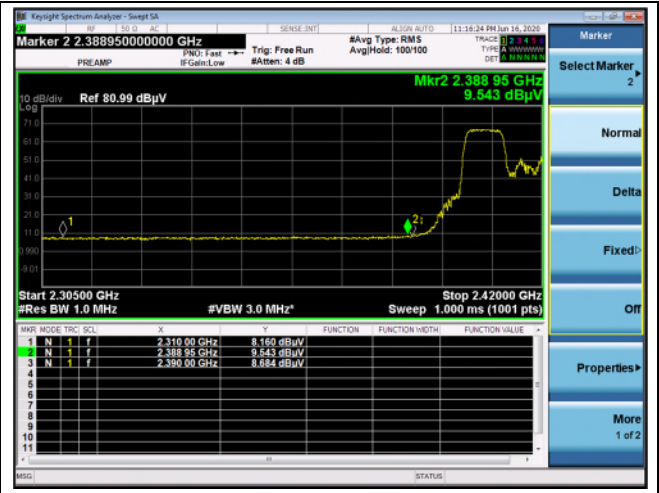 Keysight Spectrum Analyzer - Swept SA
RF 50 Ω AC SENSE:INT ALIGN AUTO 11:16:24 PM Jun 16, 2020
Marker 2 2.388950000000 GHz
PREAMP
PNO: Fast
IFGain:Low
Trig: Free Run
#Atten: 4 dB
#Avg Type: RMS
Avg|Hold: 100/100
TRACE 1 2 3 4 5 6
TYPE A WWWWW
DET A N N N N N
Mkr2 2.388 95 GHz
9.543 dBµV
10 dB/div Ref 80.99 dBµV
Log
71.0
61.0
51.0
41.0
31.0
21.0
11.0
0.990
-9.01
1
2
Start 2.30500 GHz Stop 2.42000 GHz
#Res BW 1.0 MHz #VBW 3.0 MHz* Sweep 1.000 ms (1001 pts)
MKR MODE TRC SCL X Y FUNCTION FUNCTION WIDTH FUNCTION VALUE
1 N 1 f 2.310 00 GHz 8.160 dBµV
2 N 1 f 2.388 95 GHz 9.543 dBµV
3 N 1 f 2.390 00 GHz 8.684 dBµV
4
5
6
7
8
9
10
11
MSG STATUS
Marker
Select Marker
2
Normal
Delta
Fixed
Off
Properties
More
1 of 2